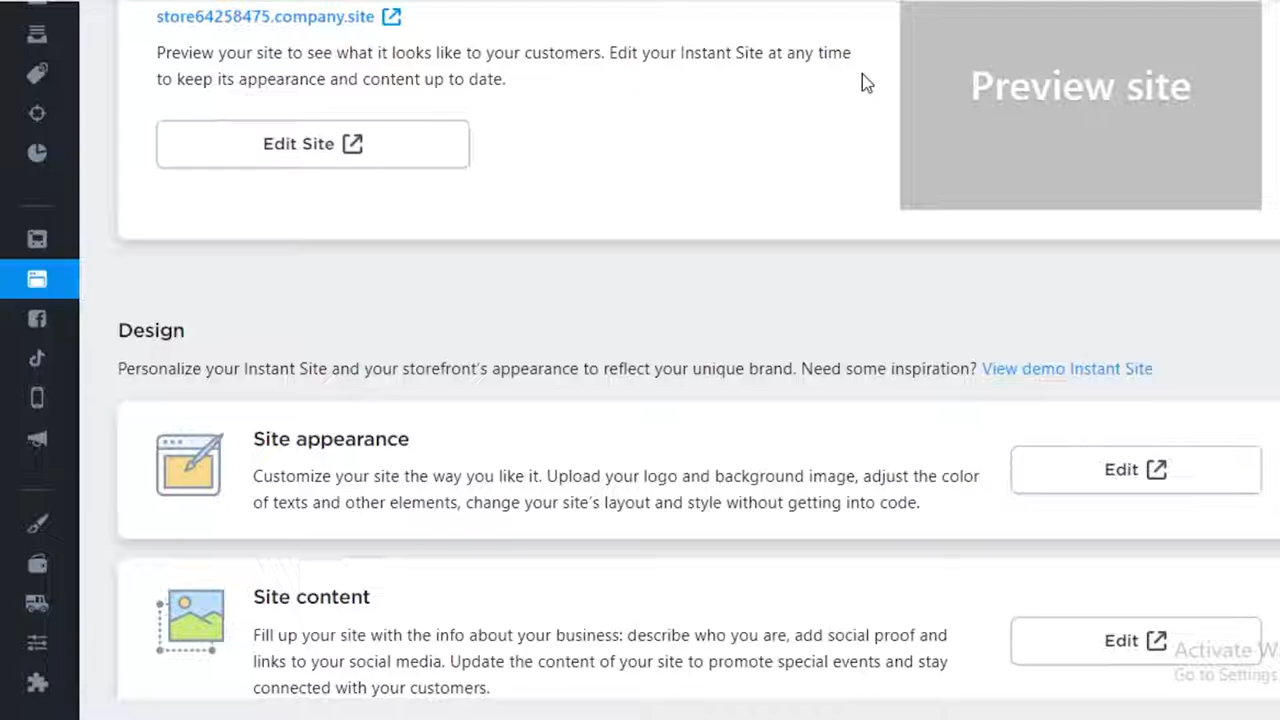 store64258475.company.site
Preview your site to see what it looks like to your customers. Edit your Instant Site at any time
to keep its appearance and content up to date.
Preview site
Edit Site
Design
Personalize your Instant Site and your storefront's appearance to reflect your unique brand. Need some inspiration? View demo Instant Site
Site appearance
Customize your site the way you like it. Upload your logo and background image, adjust the color
of texts and other elements, change your site's layout and style without getting into code.
Edit
Site content
Fill up your site with the info about your business: describe who you are, add social proof and
links to your social media. Update the content of your site to promote special events and stay
connected with your customers.
Edit
Activate W
Go to Settings